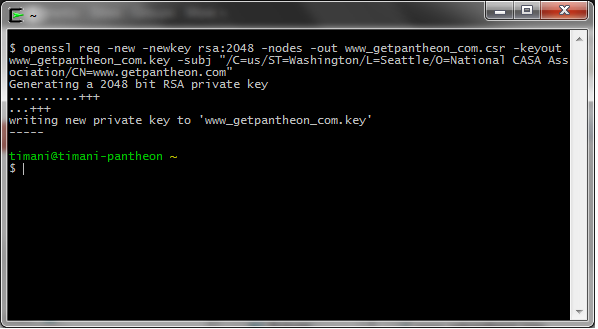 ~
$ openssl req -new -newkey rsa:2048 -nodes -out www_getpantheon_com.csr -keyout
www_getpantheon_com.key -subj "/C=us/ST=Washington/L=Seattle/O=National CASA Ass
ociation/CN=www.getpantheon.com"
Generating a 2048 bit RSA private key
..........+++
...+++
writing new private key to 'www_getpantheon_com.key'
-----
timani@timani-pantheon ~
$